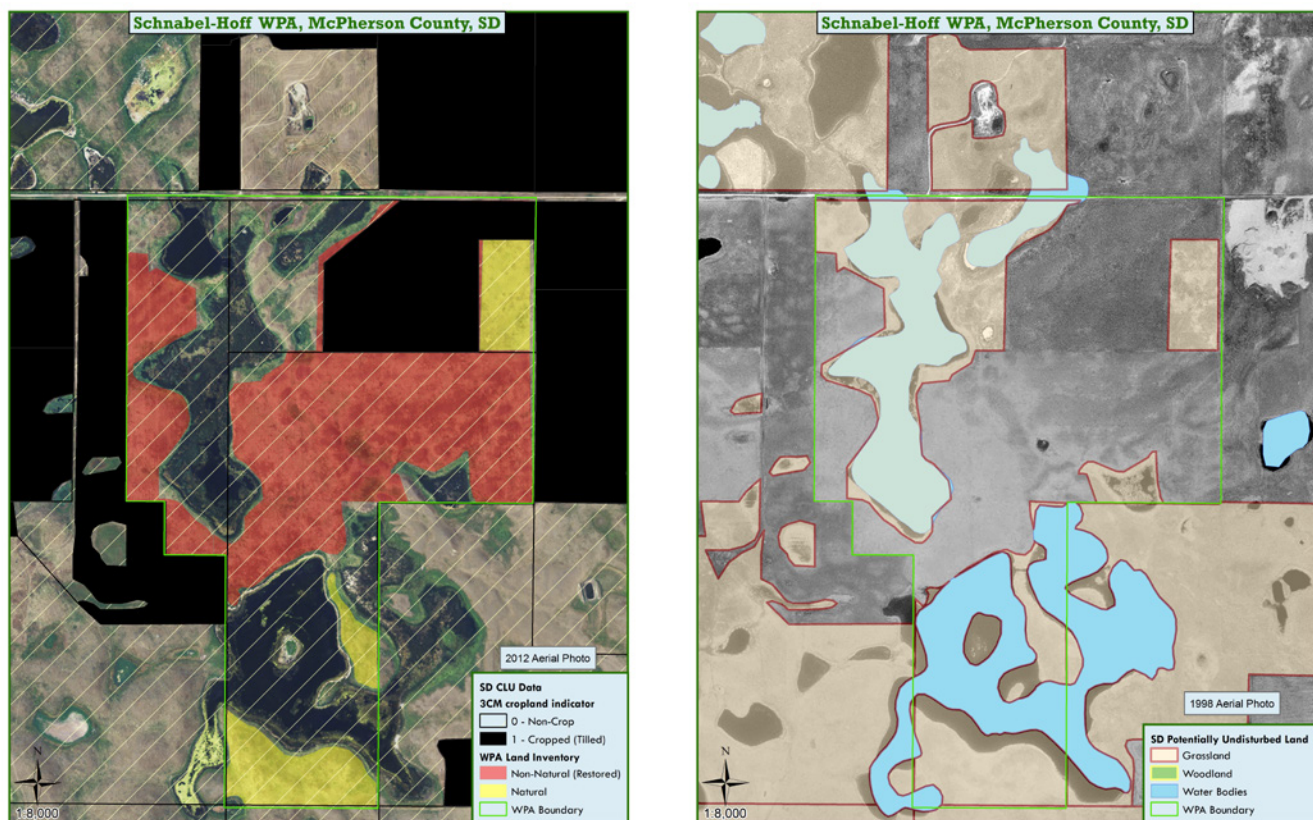 Schnabel-Hoff WPA, McPherson County, SD
2012 Aerial Photo
SD CLU Data
3CM cropland indicator
0 - Non-Crop
1 - Cropped (Tilled)
WPA Land Inventory
Non-Natural (Restored)
Natural
WPA Boundary
N
1:8,000
Schnabel-Hoff WPA, McPherson County, SD
1998 Aerial Photo
SD Potentially Undisturbed Land
Grassland
Woodland
Water Bodies
WPA Boundary
N
1:8,000